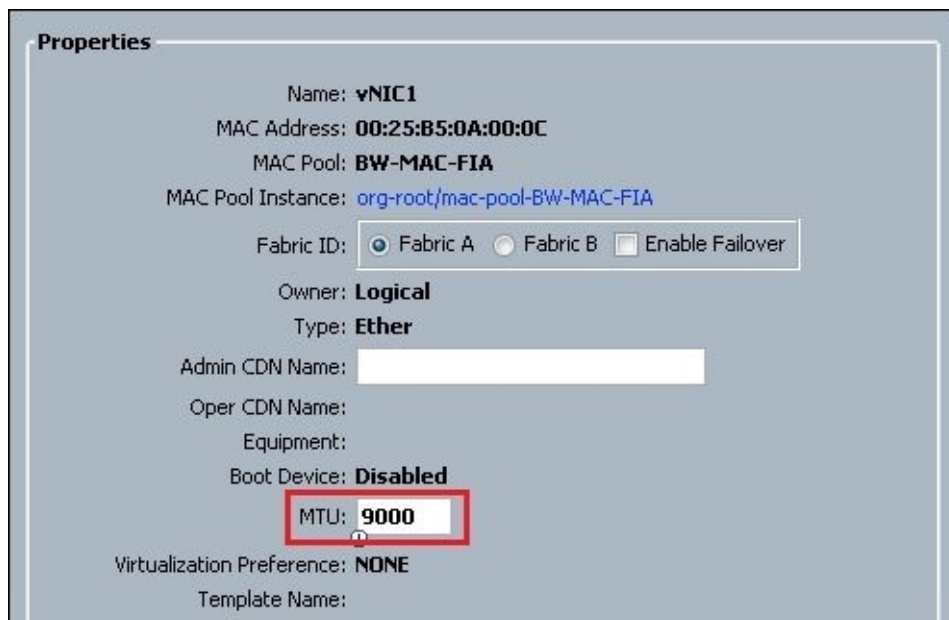 Properties
Name: vNIC1
MAC Address: 00:25:B5:0A:00:0C
MAC Pool: BW-MAC-FIA
MAC Pool Instance: org-root/mac-pool-BW-MAC-FIA
Fabric ID: Fabric A Fabric B Enable Failover
Owner: Logical
Type: Ether
Admin CDN Name:
Oper CDN Name:
Equipment:
Boot Device: Disabled
MTU: 9000
Virtualization Preference: NONE
Template Name: